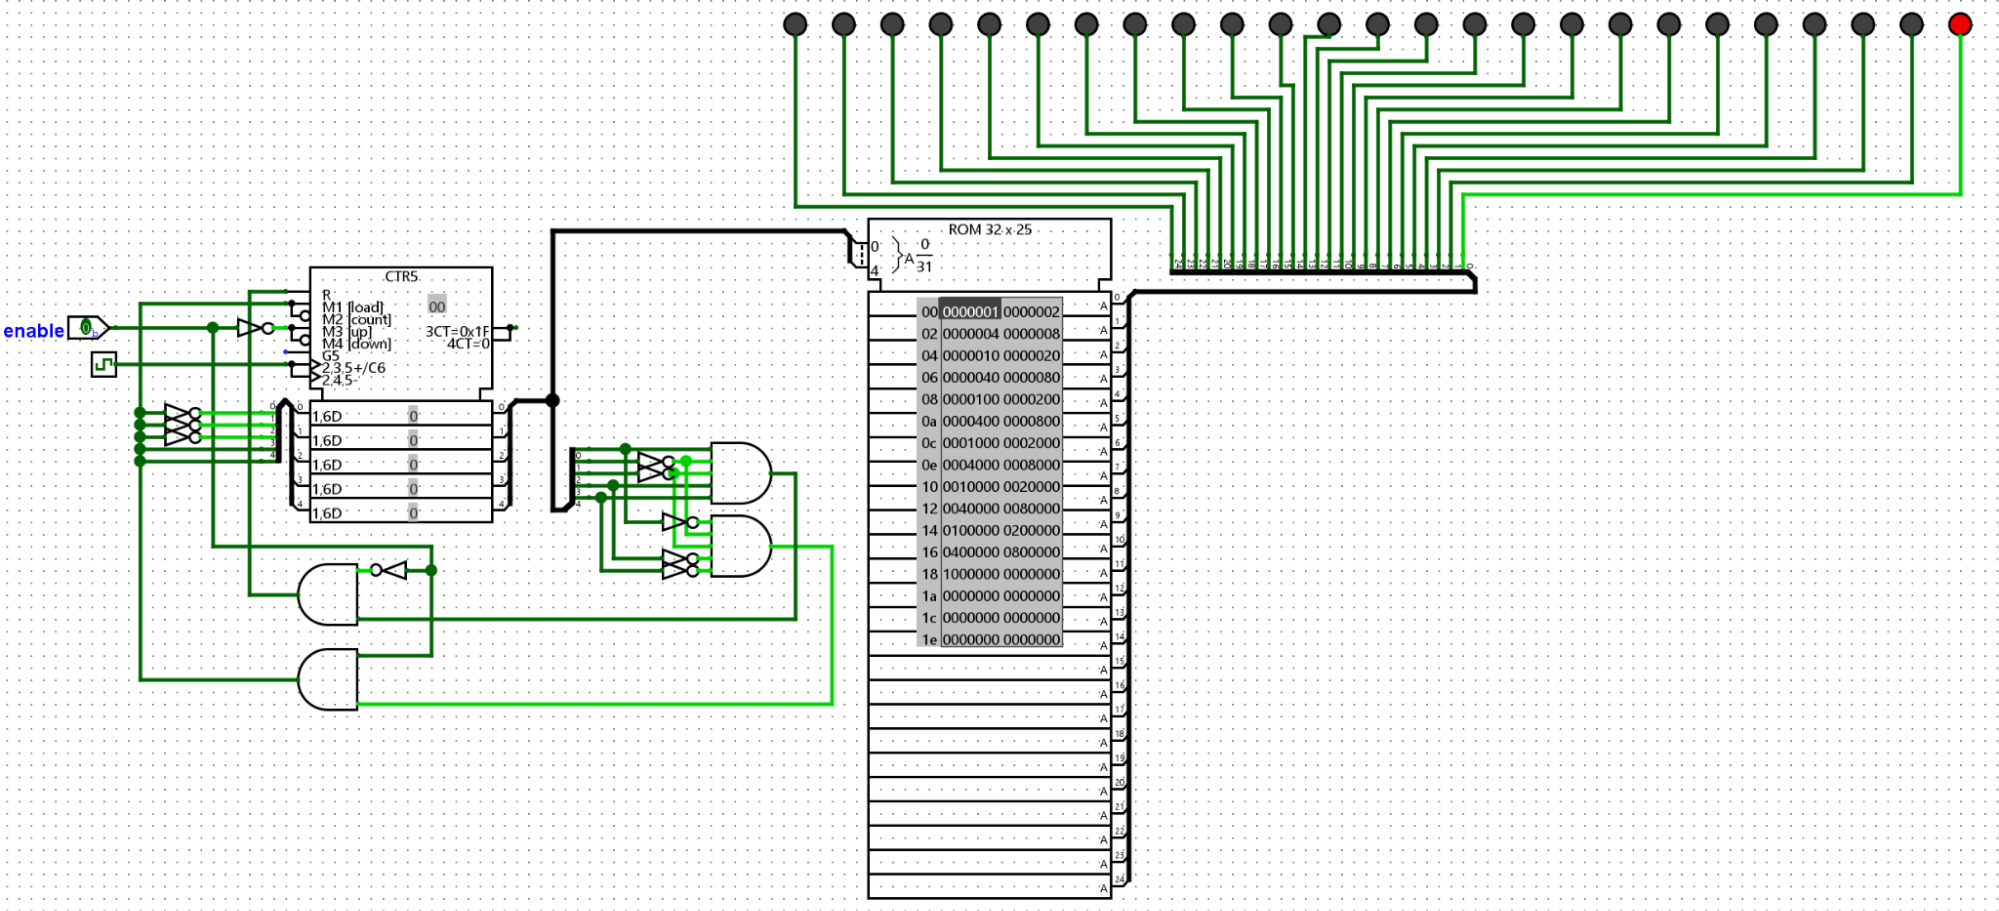 ROM 32 x 25
0
4
A
0
31
CTR5
R
M1 [load]
M2 [count]
M3 [up]
M4 [down]
G5
2,3,5+/C6
2,4,5-
00
3CT=0x1F
4CT=0
enable
0
1,6D 0
1,6D 0
1,6D 0
1,6D 0
1,6D 0
00 0000001 0000002
02 0000004 0000008
04 0000010 0000020
06 0000040 0000080
08 0000100 0000200
0a 0000400 0000800
0c 0001000 0002000
0e 0004000 0008000
10 0010000 0020000
12 0040000 0080000
14 0100000 0200000
16 0400000 0800000
18 1000000 0000000
1a 0000000 0000000
1c 0000000 0000000
1e 0000000 0000000
A 0
A 1
A 2
A 3
A 4
A 5
A 6
A 7
A 8
A 9
A 10
A 11
A 12
A 13
A 14
A 15
A 16
A 17
A 18
A 19
A 20
A 21
A 22
A 23
A 24